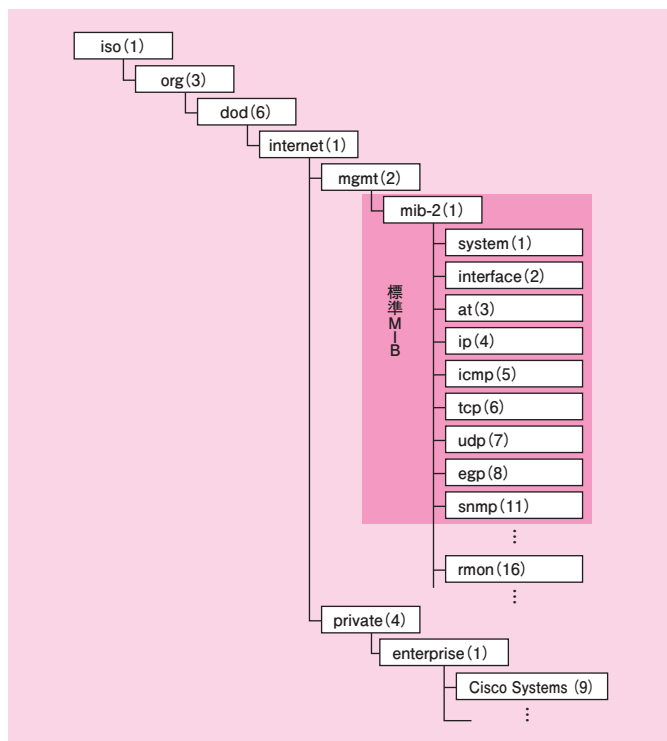 iso(1)
org(3)
dod(6)
internet(1)
mgmt(2)
mib-2(1)
system(1)
interface(2)
標準MIB
at(3)
ip(4)
icmp(5)
tcp(6)
udp(7)
egp(8)
snmp(11)
⋮
rmon(16)
⋮
private(4)
enterprise(1)
Cisco Systems (9)
⋮